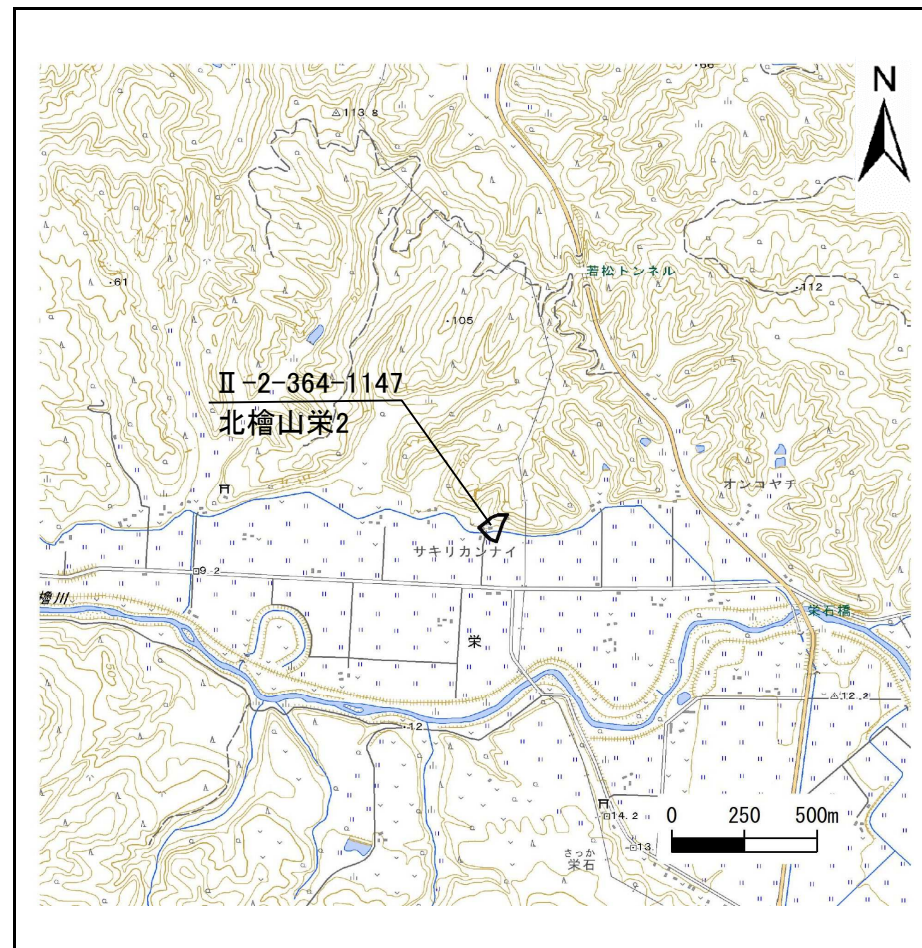 N
66
113.8
若松トンネル
61
112
105
Ⅱ-2-364-1147
北檜山栄2
オンコヤチ
サキリカンナイ
9.2
檜川
栄石橋
栄
12.2
12
0 250 500m
14.2
さっか
栄石
13